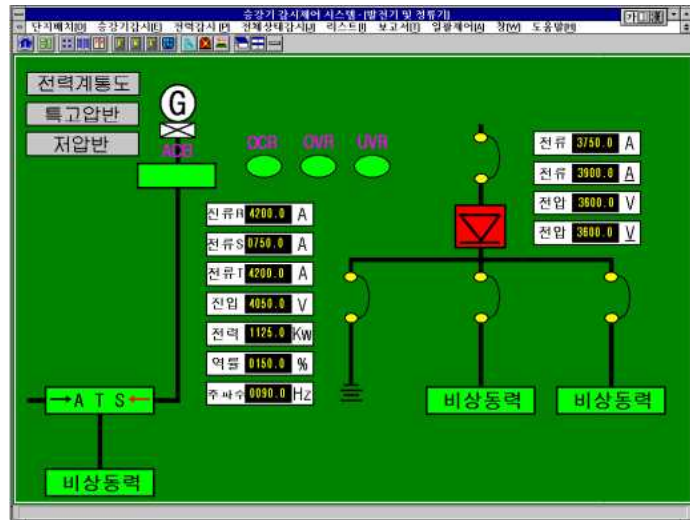 승강기 감시제어 시스템 - [발전기 및 정류기]
단지배치[D] 승강기감시[E] 전력감시[P] 전체상태감시[J] 리스트[I] 보고서[T] 일괄제어[A] 창[W] 도움말[H]
전력계통도
특고압반
저압반
G
ACB
OCR OVR UVR
전류R 4200.0 A
전류S 0750.0 A
전류T 4200.0 A
전압 4050.0 V
전력 1125.0 Kw
역률 0150.0 %
주파수 0090.0 Hz
전류 3750.0 A
전류 3900.0 A
전압 3600.0 V
전압 3600.0 V
→A T S←
비상동력
비상동력
비상동력